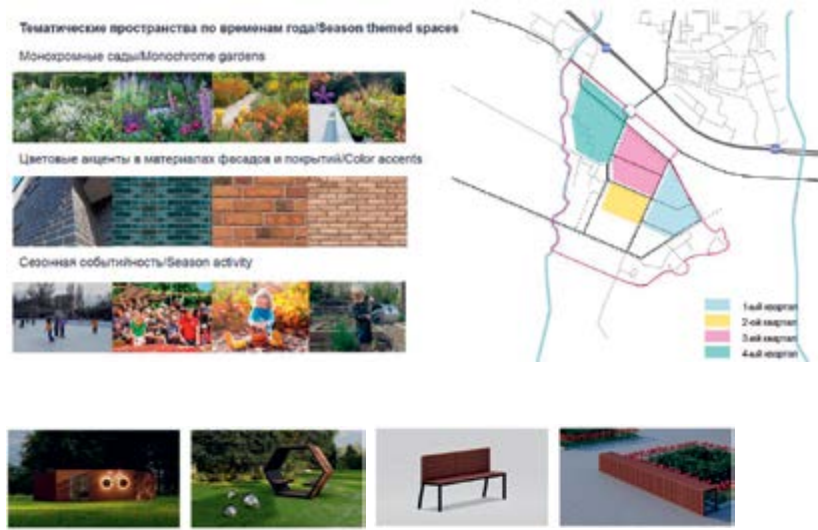 Тематические пространства по временам года/Season themed spaces
Монохромные сады/Monochrome gardens
Цветовые акценты в материалах фасадов и покрытий/Color accents
Сезонная событийность/Season activity
1-ый квартал
2-ой квартал
3-ий квартал
4-ый квартал